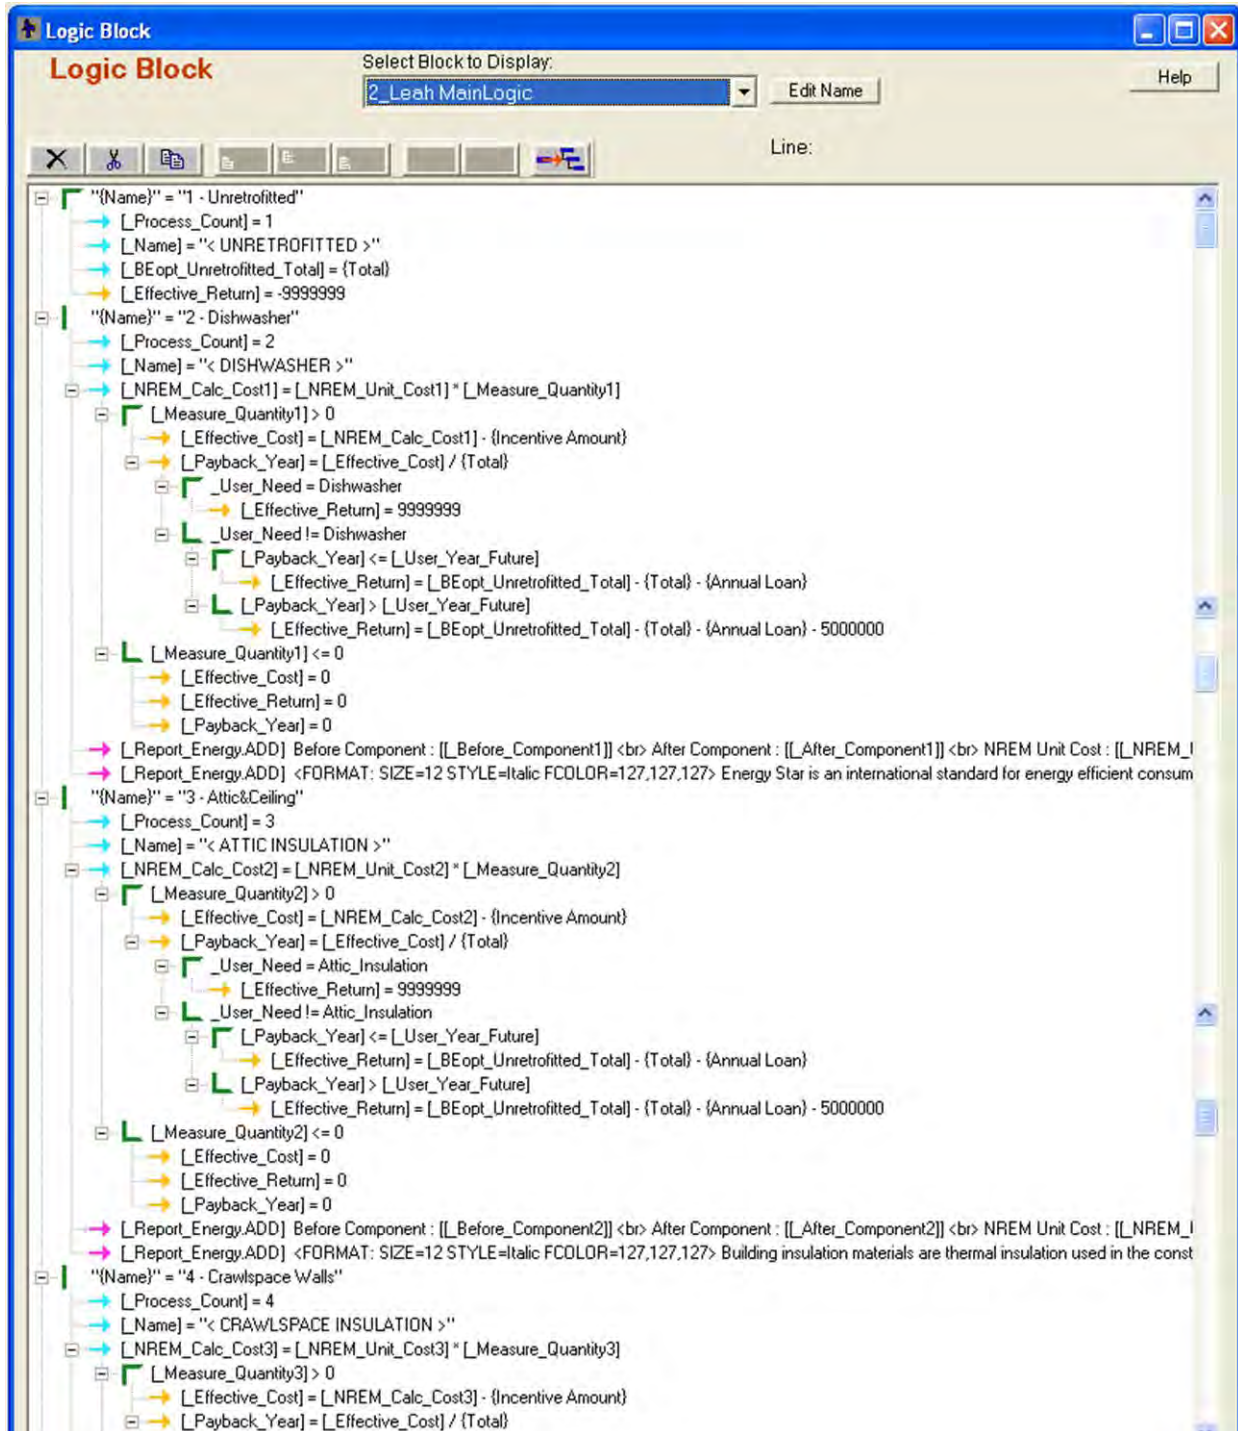 Logic Block
Logic Block
Select Block to Display:
2_Leah MainLogic
Edit Name
Help
Line:
"{Name}" = "1 - Unretrofitted"
[_Process_Count] = 1
[_Name] = "< UNRETROFITTED >"
[_BEopt_Unretrofitted_Total] = {Total}
[_Effective_Return] = -9999999
"{Name}" = "2 - Dishwasher"
[_Process_Count] = 2
[_Name] = "< DISHWASHER >"
[_NREM_Calc_Cost1] = [_NREM_Unit_Cost1] * [_Measure_Quantity1]
[_Measure_Quantity1] > 0
[_Effective_Cost] = [_NREM_Calc_Cost1] - {Incentive Amount}
[_Payback_Year] = [_Effective_Cost] / {Total}
_User_Need = Dishwasher
[_Effective_Return] = 9999999
_User_Need != Dishwasher
[_Payback_Year] <= [_User_Year_Future]
[_Effective_Return] = [_BEopt_Unretrofitted_Total] - {Total} - {Annual Loan}
[_Payback_Year] > [_User_Year_Future]
[_Effective_Return] = [_BEopt_Unretrofitted_Total] - {Total} - {Annual Loan} - 5000000
[_Measure_Quantity1] <= 0
[_Effective_Cost] = 0
[_Effective_Return] = 0
[_Payback_Year] = 0
[_Report_Energy.ADD] Before Component : [[_Before_Component1]] <br> After Component : [[_After_Component1]] <br> NREM Unit Cost : [[_NREM_
[_Report_Energy.ADD] <FORMAT: SIZE=12 STYLE=Italic FCOLOR=127,127,127> Energy Star is an international standard for energy efficient consum
"{Name}" = "3 - Attic&Ceiling"
[_Process_Count] = 3
[_Name] = "< ATTIC INSULATION >"
[_NREM_Calc_Cost2] = [_NREM_Unit_Cost2] * [_Measure_Quantity2]
[_Measure_Quantity2] > 0
[_Effective_Cost] = [_NREM_Calc_Cost2] - {Incentive Amount}
[_Payback_Year] = [_Effective_Cost] / {Total}
_User_Need = Attic_Insulation
[_Effective_Return] = 9999999
_User_Need != Attic_Insulation
[_Payback_Year] <= [_User_Year_Future]
[_Effective_Return] = [_BEopt_Unretrofitted_Total] - {Total} - {Annual Loan}
[_Payback_Year] > [_User_Year_Future]
[_Effective_Return] = [_BEopt_Unretrofitted_Total] - {Total} - {Annual Loan} - 5000000
[_Measure_Quantity2] <= 0
[_Effective_Cost] = 0
[_Effective_Return] = 0
[_Payback_Year] = 0
[_Report_Energy.ADD] Before Component : [[_Before_Component2]] <br> After Component : [[_After_Component2]] <br> NREM Unit Cost : [[_NREM_
[_Report_Energy.ADD] <FORMAT: SIZE=12 STYLE=Italic FCOLOR=127,127,127> Building insulation materials are thermal insulation used in the const
"{Name}" = "4 - Crawlspace Walls"
[_Process_Count] = 4
[_Name] = "< CRAWLSPACE INSULATION >"
[_NREM_Calc_Cost3] = [_NREM_Unit_Cost3] * [_Measure_Quantity3]
[_Measure_Quantity3] > 0
[_Effective_Cost] = [_NREM_Calc_Cost3] - {Incentive Amount}
[_Payback_Year] = [_Effective_Cost] / {Total}